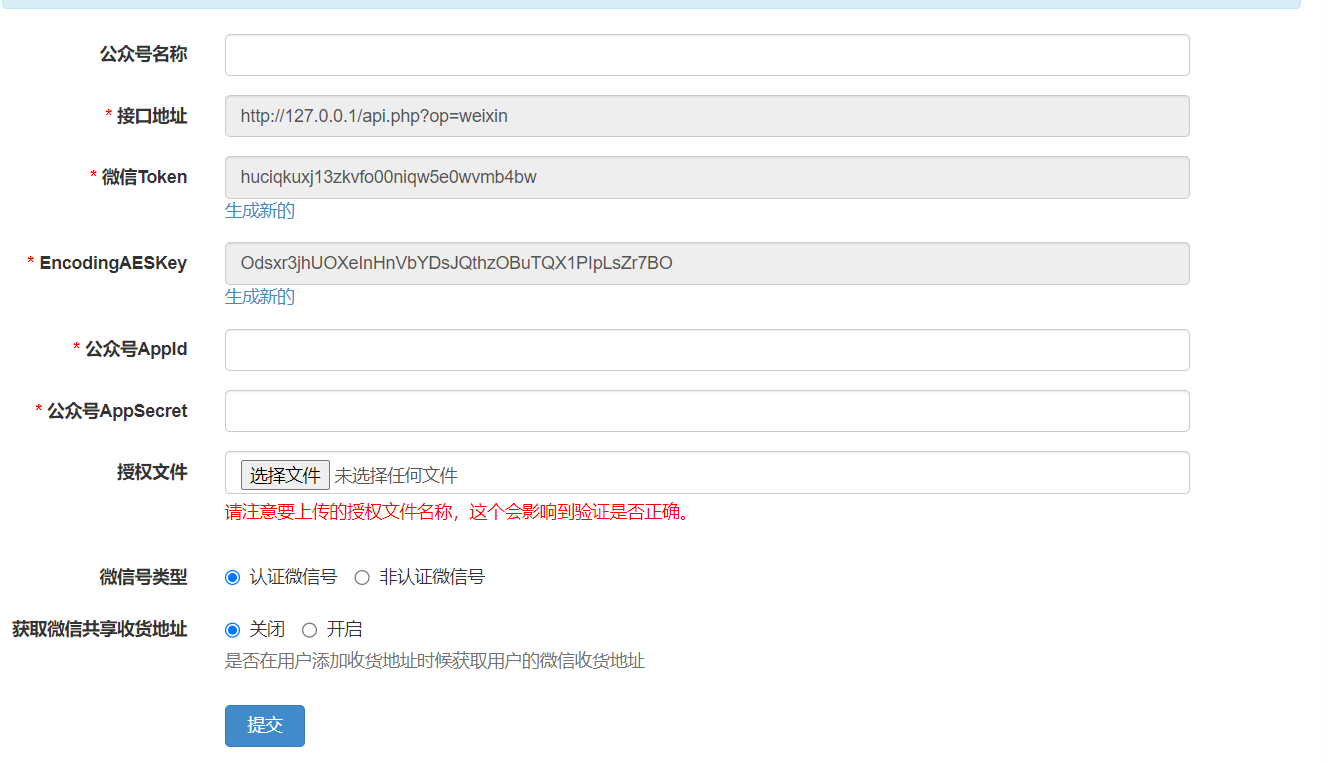 公众号名称
* 接口地址 http://127.0.0.1/api.php?op=weixin
* 微信Token huciqkuxj13zkvfo00niqw5e0wvmb4bw
生成新的
* EncodingAESKey Odsxr3jhUOXeInHnVbYDsJQthzOBuTQX1PIpLsZr7BO
生成新的
* 公众号AppId
* 公众号AppSecret
授权文件 选择文件 未选择任何文件
请注意要上传的授权文件名称，这个会影响到验证是否正确。
微信号类型 认证微信号 非认证微信号
获取微信共享收货地址 关闭 开启
是否在用户添加收货地址时候获取用户的微信收货地址
提交